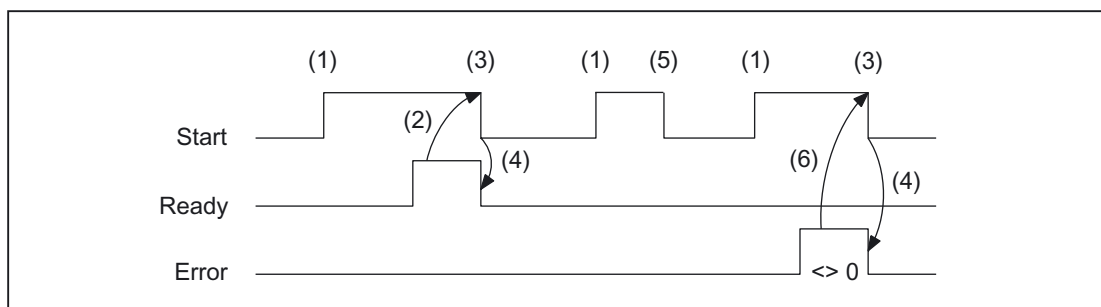 (1) (3) (1) (5) (1) (3)
(2)
Start
(4) (6) (4)
Ready
Error <> 0